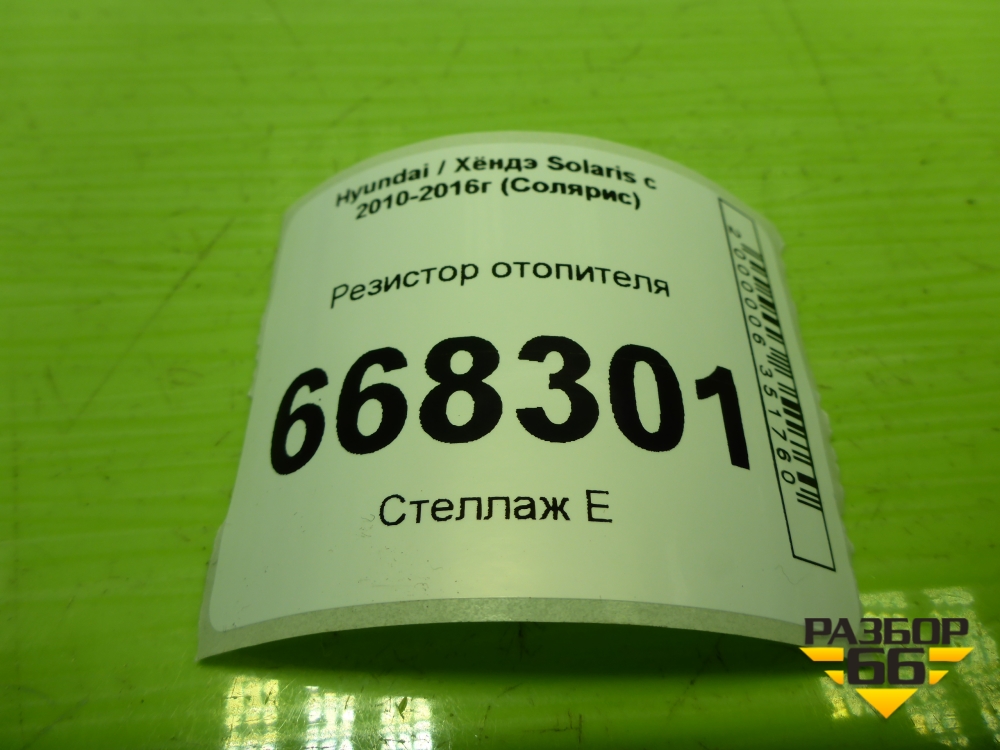 Hyundai / Хёндэ Solaris с
2010-2016г (Солярис)
Резистор отопителя
668301
Стеллаж Е
2000006351760
РАЗБОР
66